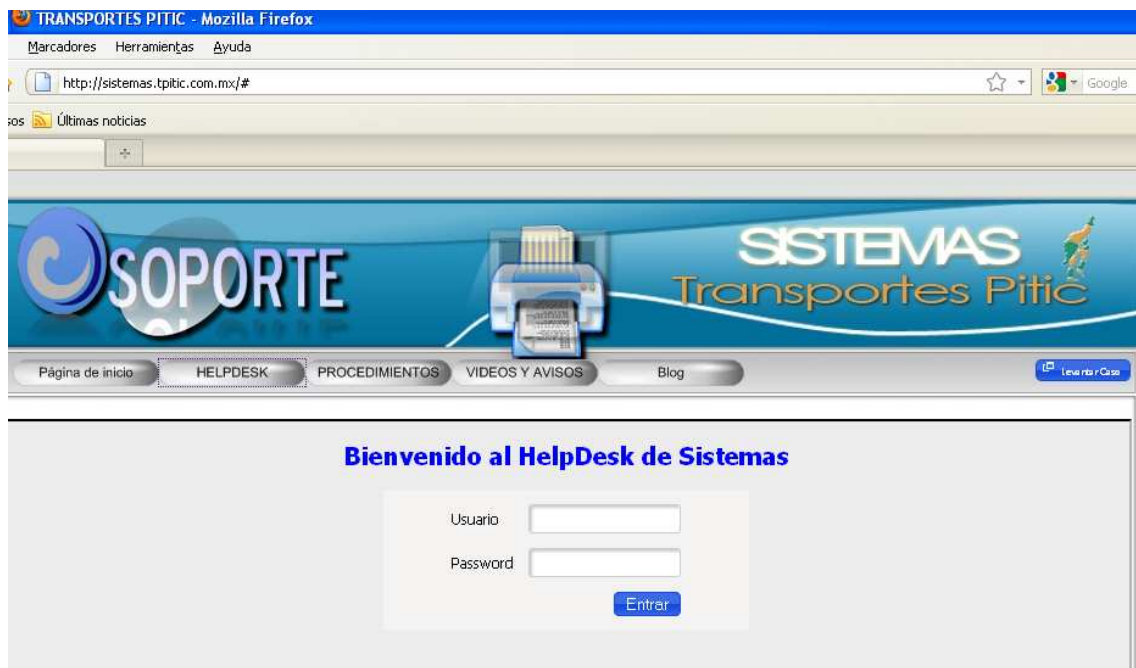 TRANSPORTES PITIC - Mozilla Firefox
Marcadores Herramientas Ayuda
http://sistemas.tpitic.com.mx/# Google
Últimas noticias
SOPORTE
SISTEMAS
Transportes Pitic
Página de inicio HELPDESK PROCEDIMIENTOS VIDEOS Y AVISOS Blog Levantar Caso
Bienvenido al HelpDesk de Sistemas
Usuario
Password
Entrar